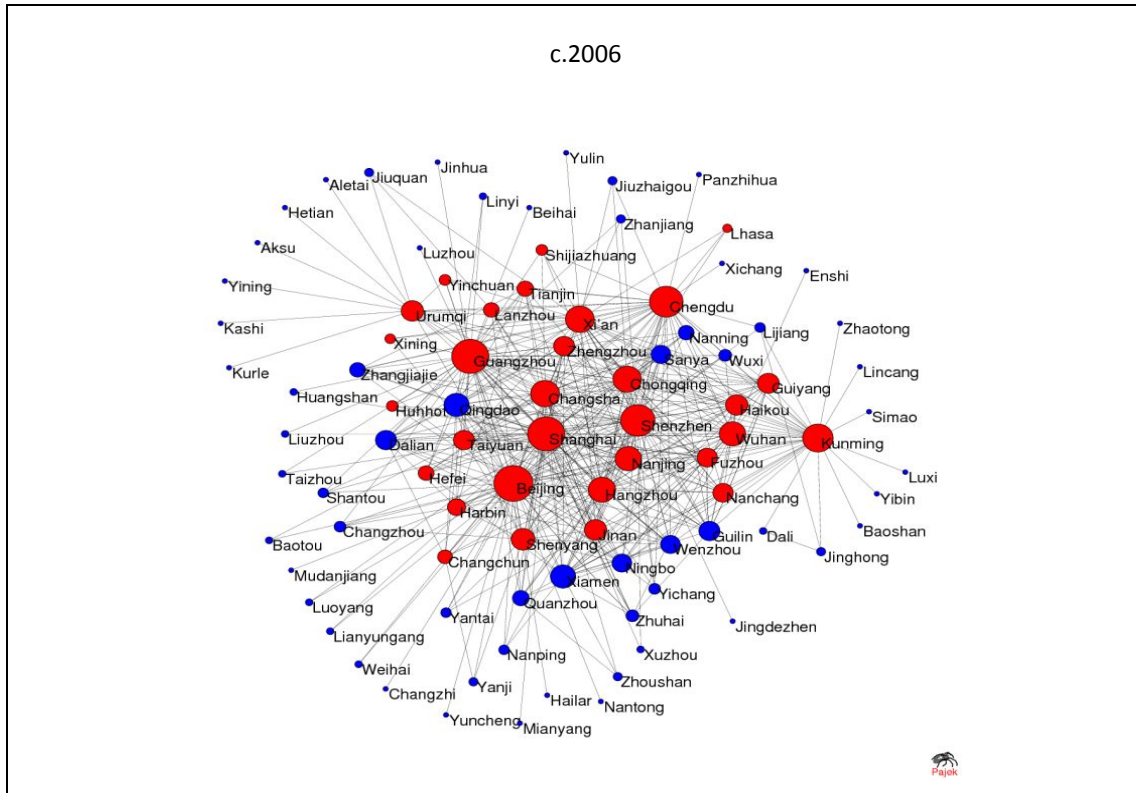 c.2006
Yulin
Jinhua
Jiuquan
Aletai
Jiuzhaigou
Panzhihua
Linyi
Beihai
Hetian
Zhanjiang
Lhasa
Aksu
Luzhou
Shijiazhuang
Xichang
Enshi
Yining
Yinchuan
Tianjin
Chengdu
Urumqi
Lanzhou
Xi'an
Kashi
Nanning
Lijiang
Zhaotong
Xining
Guangzhou
Zhengzhou
Sanya
Wuxi
Kurle
Zhangjiajie
Chongqing
Guiyang
Lincang
Huangshan
Changsha
Huhhot
Qingdao
Haikou
Simao
Liuzhou
Dalian
Taiyuan
Shanghai
Shenzhen
Wuhan
Kunming
Taizhou
Hefei
Nanjing
Fuzhou
Luxi
Shantou
Beijing
Hangzhou
Nanchang
Yibin
Harbin
Changzhou
Jinan
Guilin
Dali
Baoshan
Baotou
Shenyang
Wenzhou
Jinghong
Changchun
Mudanjiang
Xiamen
Ningbo
Yichang
Luoyang
Quanzhou
Yantai
Zhuhai
Jingdezhen
Lianyungang
Nanping
Xuzhou
Weihai
Zhoushan
Changzhi
Yanji
Hailar
Nantong
Yuncheng
Mianyang
Pajek